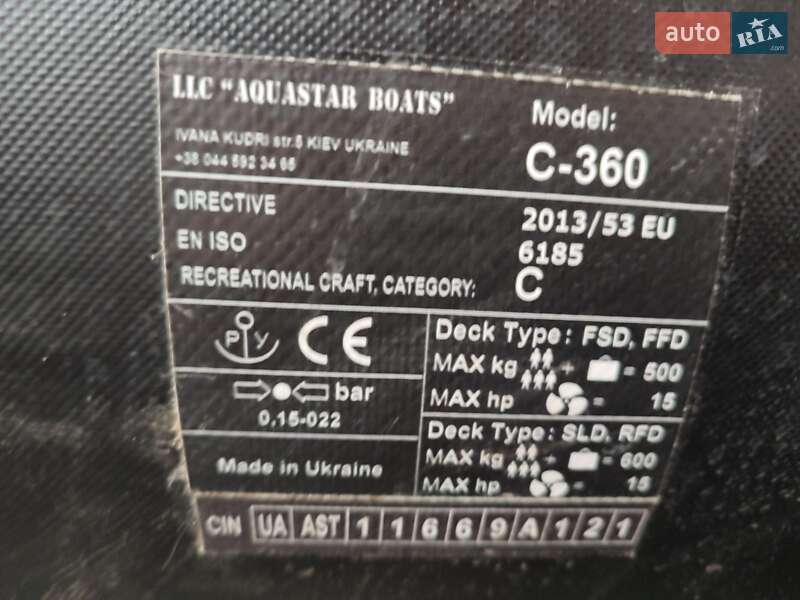 auto RIA .com
LLC "AQUASTAR BOATS"
IVANA KUDRI str.5 KIEV UKRAINE
+38 044 592 34 65
Model:
C-360
DIRECTIVE 2013/53 EU
EN ISO 6185
RECREATIONAL CRAFT, CATEGORY: C
Р У CE
bar
0,15-022
Made in Ukraine
Deck Type: FSD, FFD
MAX kg + = 500
MAX hp = 15
Deck Type: SLD, RFD
MAX kg + = 600
MAX hp = 15
CIN UA AST 1 1 6 6 9 A 1 2 1